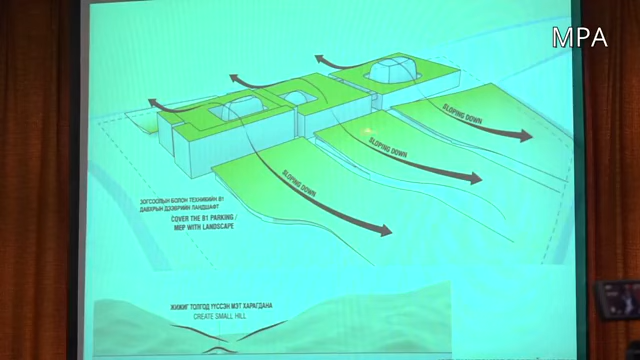 MPA
SLOPING DOWN
SLOPING DOWN
SLOPING DOWN
ЗОГСООЛЫН БОЛОН ТЕХНИКИЙН B1
ДАВХРЫН ДЭЭГҮҮР ЛАНДШАФТ
COVER THE B1 PARKING /
MEP WITH LANDSCAPE
ЖИЖИГ ТОЛГОД ҮҮССЭН МЭТ ХАРАГДАНА
CREATE SMALL HILL